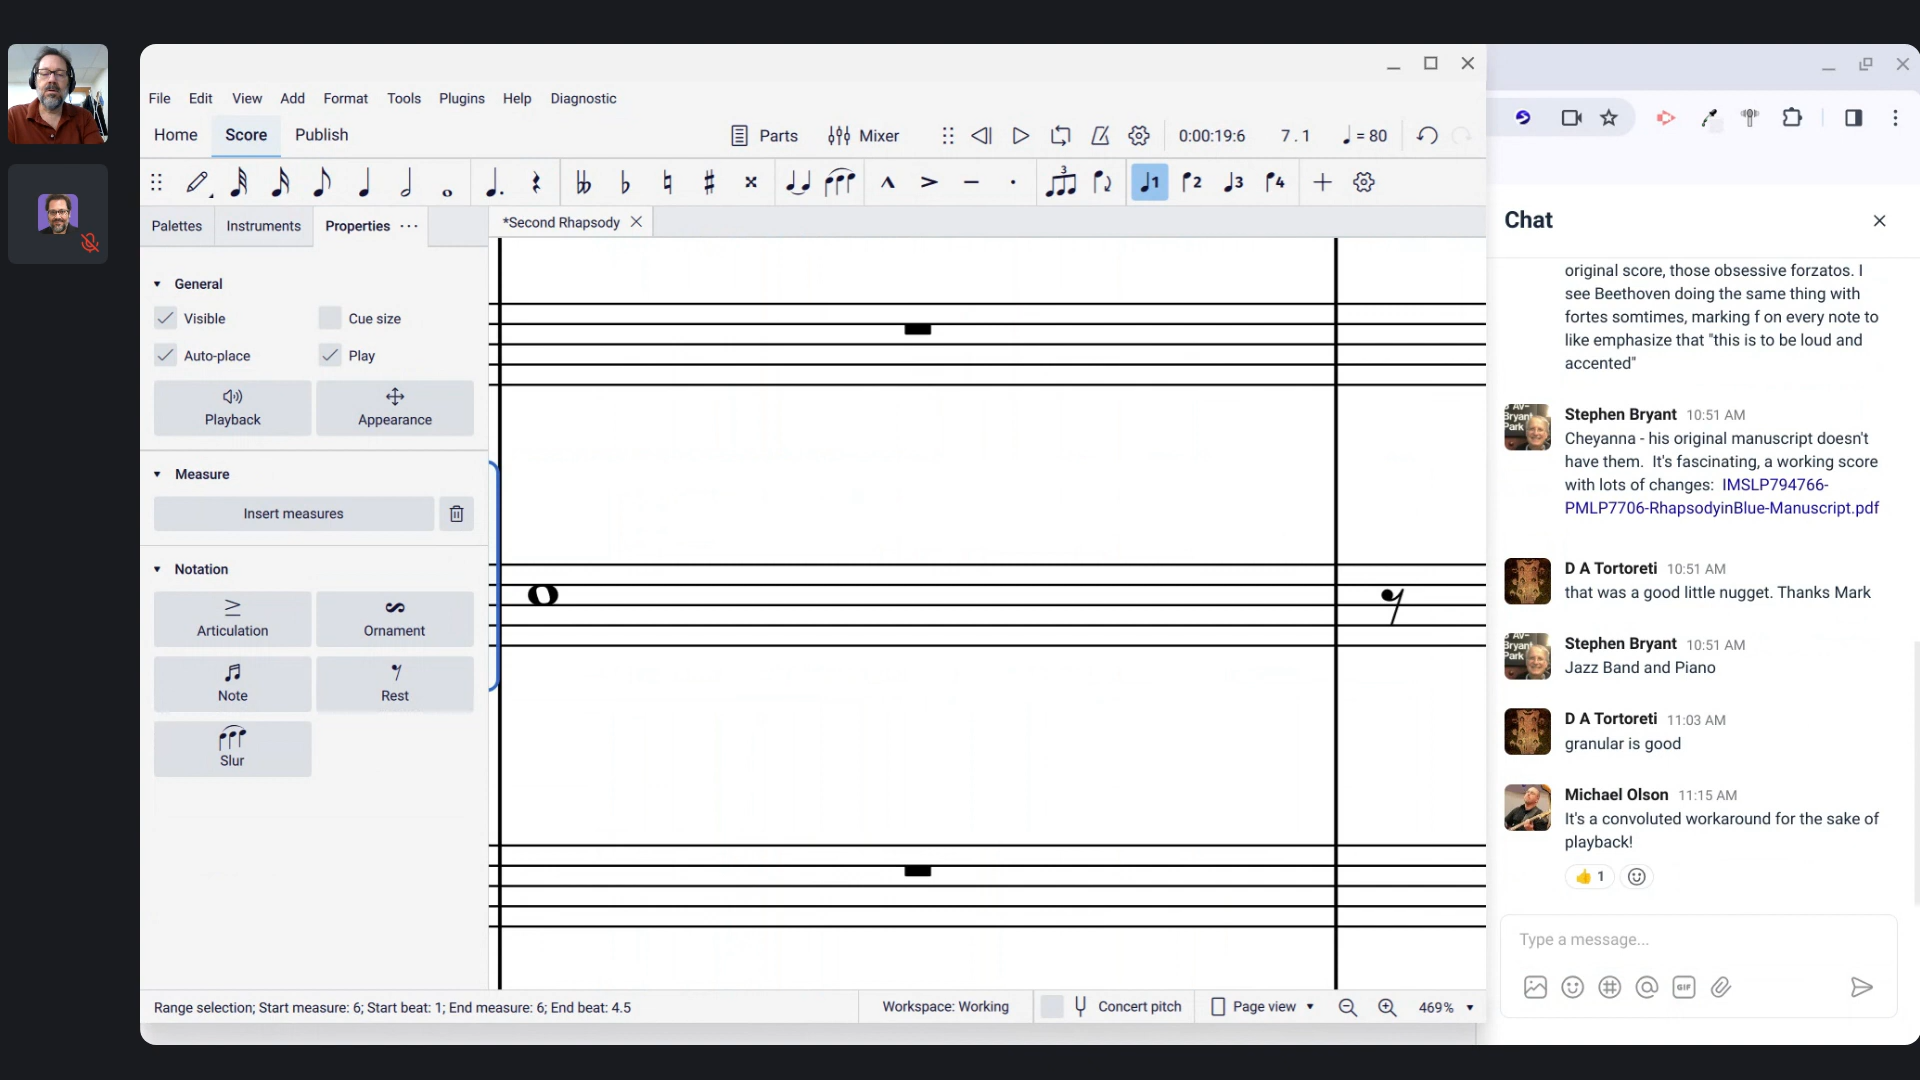 File Edit View Add Format Tools Plugins Help Diagnostic
Home Score Publish Parts Mixer 0:00:19:6 7 . 1 = 80
3 1 2 3 4
Palettes Instruments Properties
*Second Rhapsody
General
Visible Cue size
Auto-place Play
Playback Appearance
Measure
Insert measures
Notation
Articulation Ornament
Note Rest
Slur
Range selection; Start measure: 6; Start beat: 1; End measure: 6; End beat: 4.5
Workspace: Working Concert pitch Page view 469%
Chat
original score, those obsessive forzatos. I
see Beethoven doing the same thing with
fortes somtimes, marking f on every note to
like emphasize that "this is to be loud and
accented"
Stephen Bryant 10:51 AM
Cheyanna - his original manuscript doesn't
have them. It's fascinating, a working score
with lots of changes: IMSLP794766-
PMLP7706-RhapsodyinBlue-Manuscript.pdf
D A Tortoreti 10:51 AM
that was a good little nugget. Thanks Mark
Stephen Bryant 10:51 AM
Jazz Band and Piano
D A Tortoreti 11:03 AM
granular is good
Michael Olson 11:15 AM
It's a convoluted workaround for the sake of
playback!
1
Type a message...
GIF